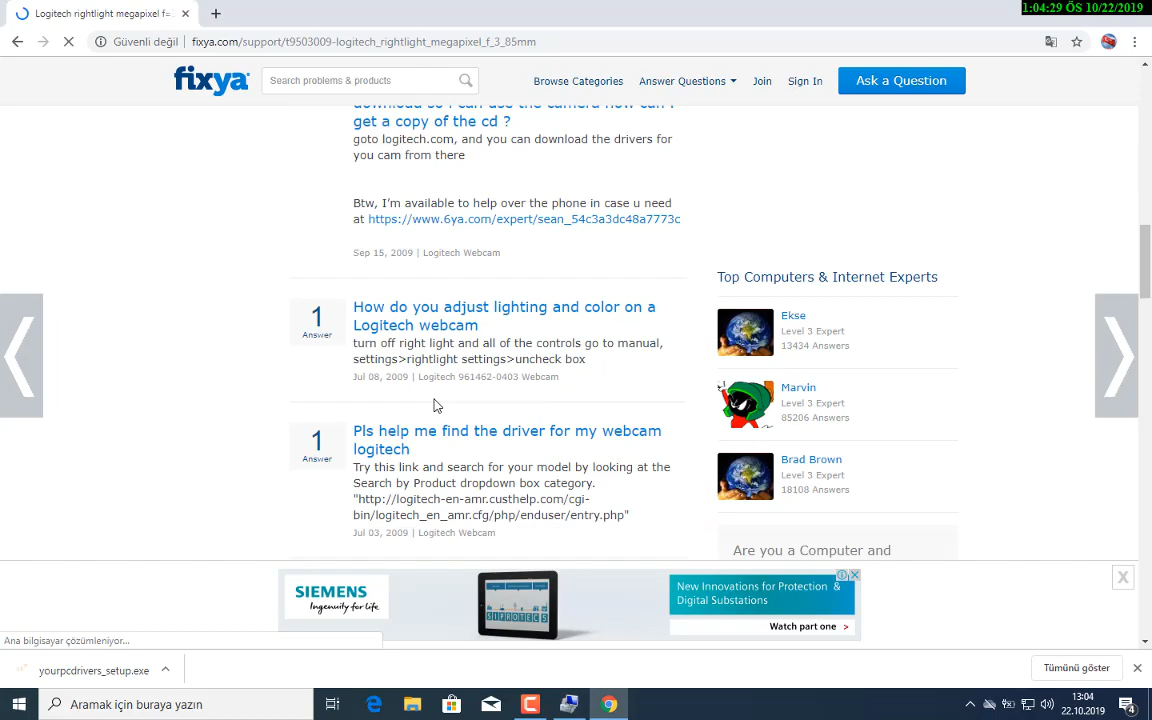 Logitech rightlight megapixel f=
1:04:29 ÖS 10/22/2019
Güvenli değil
fixya.com/support/t9503009-logitech_rightlight_megapixel_f_3_85mm
fixya
Search problems & products
Browse Categories
Answer Questions
Join
Sign In
Ask a Question
download so I can use the camera how can I
get a copy of the cd ?
goto logitech.com, and you can download the drivers for
you cam from there
Btw, I'm available to help over the phone in case u need
at https://www.6ya.com/expert/sean_54c3a3dc48a7773c
Sep 15, 2009 | Logitech Webcam
1
Answer
How do you adjust lighting and color on a
Logitech webcam
turn off right light and all of the controls go to manual,
settings>rightlight settings>uncheck box
Jul 08, 2009 | Logitech 961462-0403 Webcam
1
Answer
Pls help me find the driver for my webcam
logitech
Try this link and search for your model by looking at the
Search by Product dropdown box category.
"http://logitech-en-amr.custhelp.com/cgi-
bin/logitech_en_amr.cfg/php/enduser/entry.php"
Jul 03, 2009 | Logitech Webcam
Top Computers & Internet Experts
Ekse
Level 3 Expert
13434 Answers
Marvin
Level 3 Expert
85206 Answers
Brad Brown
Level 3 Expert
18108 Answers
Are you a Computer and
SIEMENS
Ingenuity for life
SIPROTEC5
New Innovations for Protection &
Digital Substations
Watch part one >
X
Ana bilgisayar çözümleniyor...
yourpcdrivers_setup.exe
Tümünü göster
Aramak için buraya yazın
13:04
22.10.2019
4